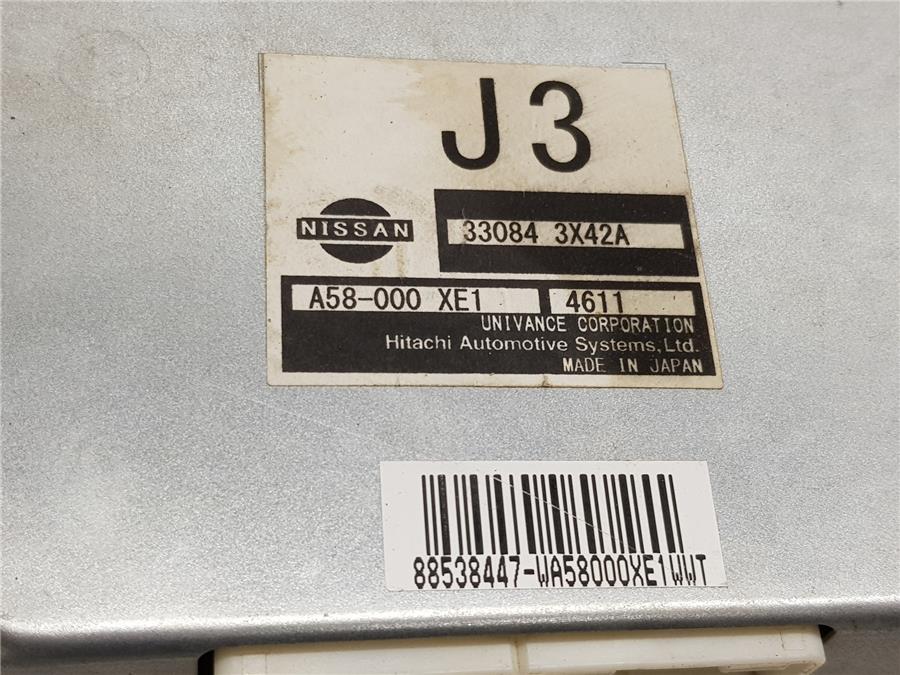 J3
NISSAN
33084 3X42A
A58-000 XE1 4611
UNIVANCE CORPORATION
Hitachi Automotive Systems,Ltd.
MADE IN JAPAN
88538447-WA58000XE1WWT